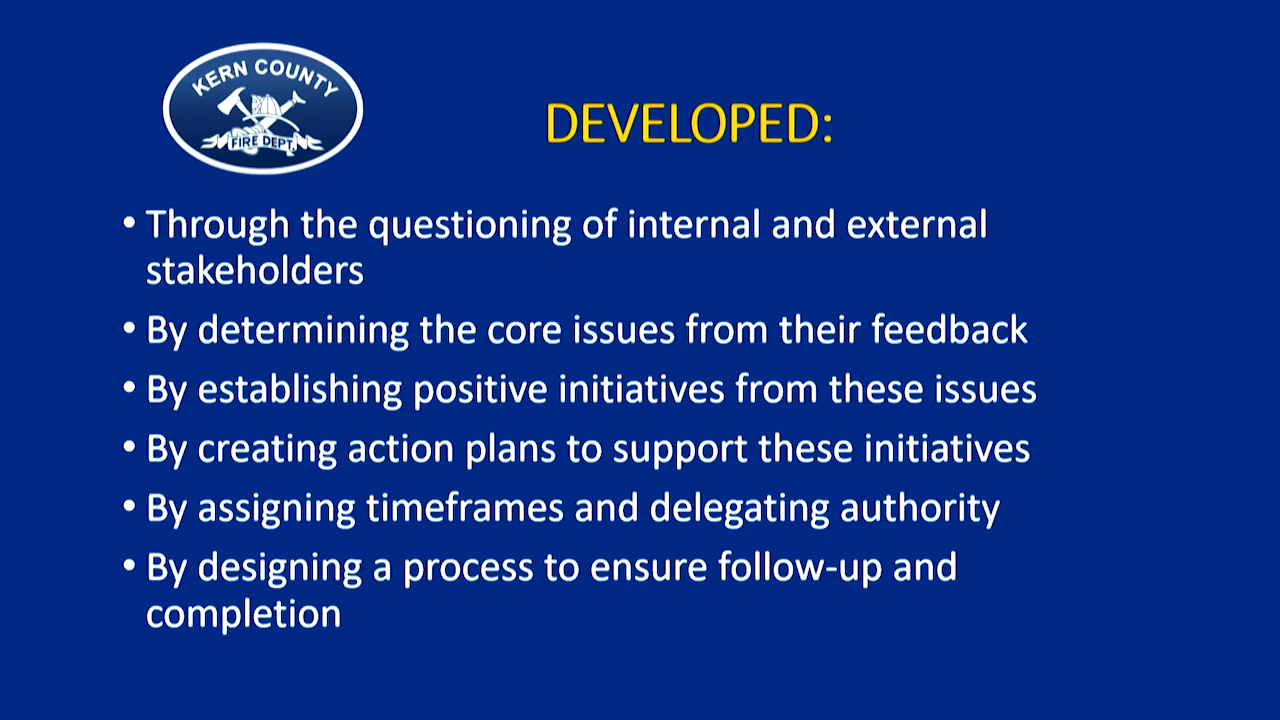 KERN COUNTY
FIRE DEPT.
DEVELOPED:
• Through the questioning of internal and external
stakeholders
• By determining the core issues from their feedback
• By establishing positive initiatives from these issues
• By creating action plans to support these initiatives
• By assigning timeframes and delegating authority
• By designing a process to ensure follow-up and
completion